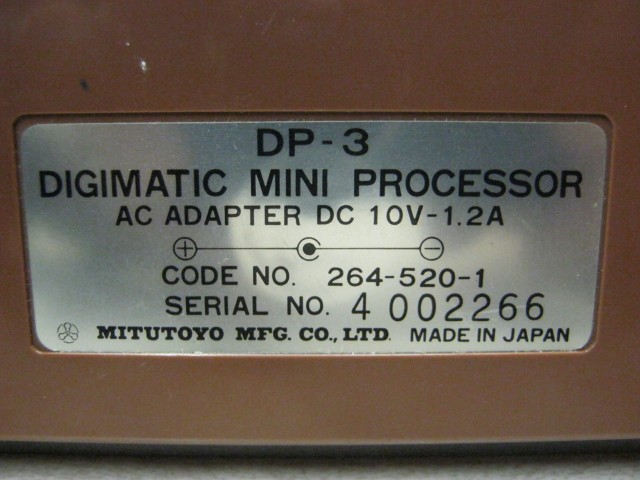 DP-3
DIGIMATIC MINI PROCESSOR
AC ADAPTER DC 10V-1.2A
+ -
CODE NO. 264-520-1
SERIAL NO. 4 002266
MITUTOYO MFG. CO., LTD. MADE IN JAPAN